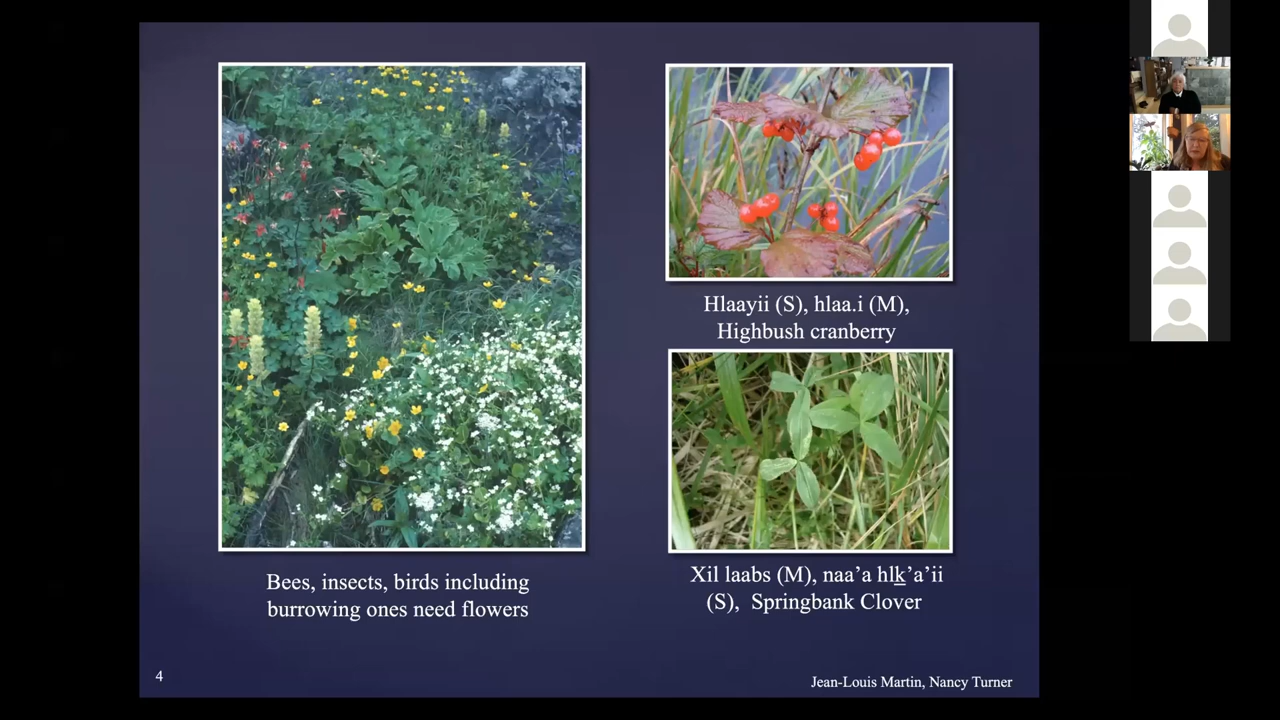 Hlaayii (S), hlaa.i (M),
Highbush cranberry
Bees, insects, birds including
burrowing ones need flowers
Xil laabs (M), naa’a hlk̲’a’ii
(S), Springbank Clover
4
Jean-Louis Martin, Nancy Turner